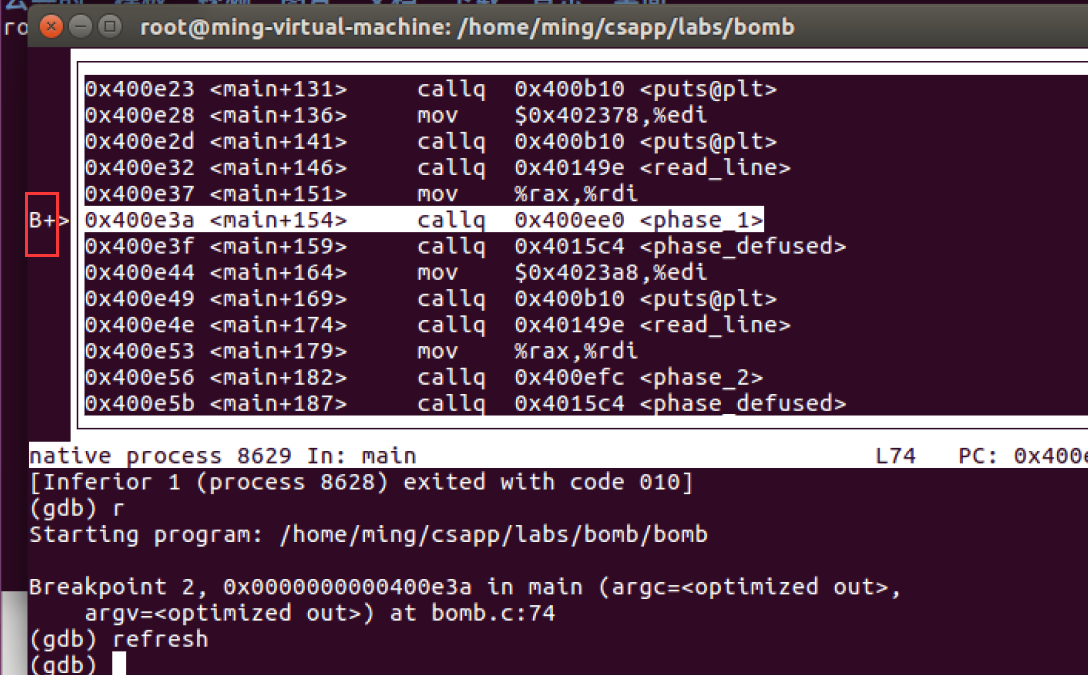 root@ming-virtual-machine: /home/ming/csapp/labs/bomb
ro
0x400e23 <main+131> callq 0x400b10 <puts@plt>
0x400e28 <main+136> mov $0x402378,%edi
0x400e2d <main+141> callq 0x400b10 <puts@plt>
0x400e32 <main+146> callq 0x40149e <read_line>
0x400e37 <main+151> mov %rax,%rdi
B+> 0x400e3a <main+154> callq 0x400ee0 <phase_1>
0x400e3f <main+159> callq 0x4015c4 <phase_defused>
0x400e44 <main+164> mov $0x4023a8,%edi
0x400e49 <main+169> callq 0x400b10 <puts@plt>
0x400e4e <main+174> callq 0x40149e <read_line>
0x400e53 <main+179> mov %rax,%rdi
0x400e56 <main+182> callq 0x400efc <phase_2>
0x400e5b <main+187> callq 0x4015c4 <phase_defused>
native process 8629 In: main L74 PC: 0x400e
[Inferior 1 (process 8628) exited with code 010]
(gdb) r
Starting program: /home/ming/csapp/labs/bomb/bomb
Breakpoint 2, 0x0000000000400e3a in main (argc=<optimized out>,
argv=<optimized out>) at bomb.c:74
(gdb) refresh
(gdb)